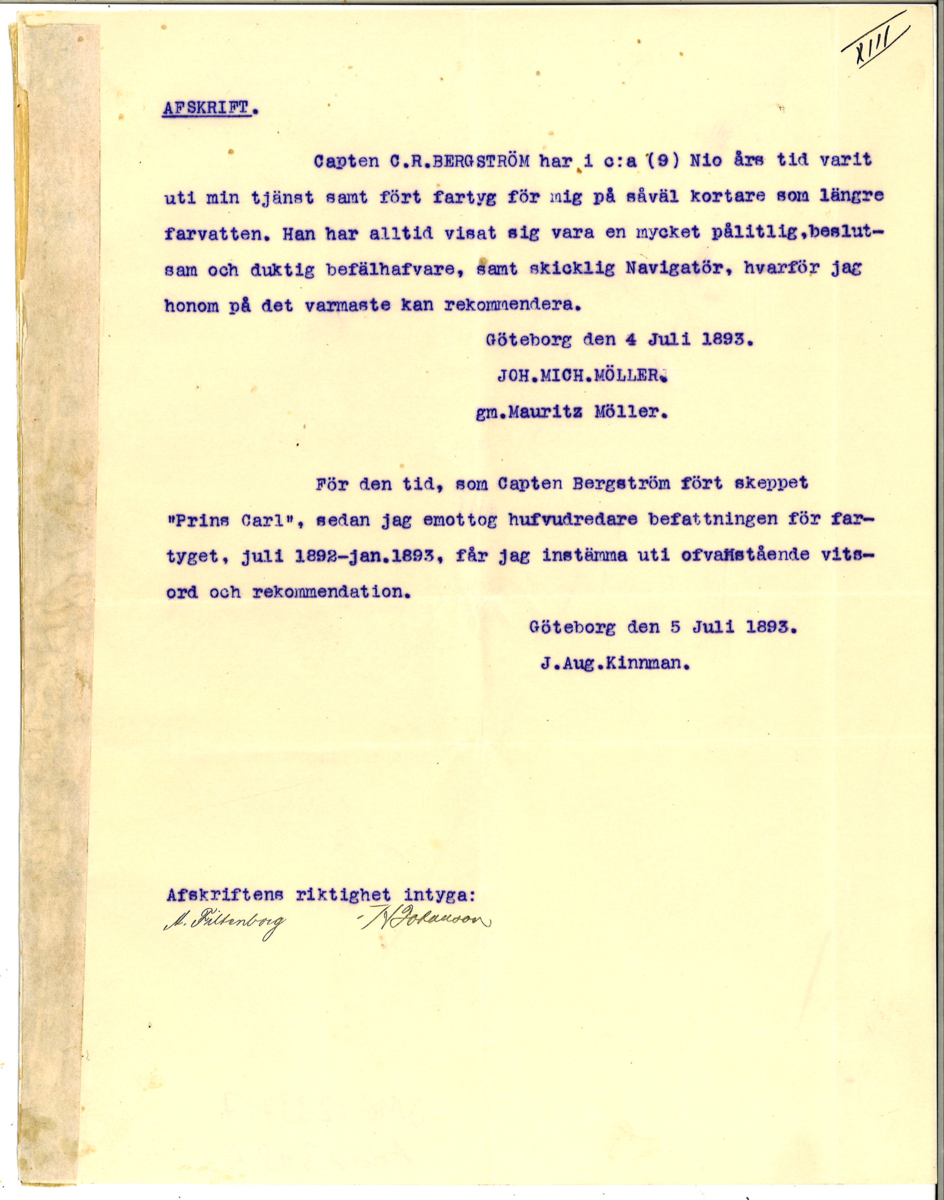 XIII
AFSKRIFT.
Capten C.R.BERGSTRÖM har i c:a (9) Nio års tid varit
uti min tjänst samt fört fartyg för mig på såväl kortare som längre
farvatten. Han har alltid visat sig vara en mycket pålitlig,beslut-
sam och duktig befälhafvare, samt skicklig Navigatör, hvarför jag
honom på det varmaste kan rekommendera.
Göteborg den 4 Juli 1893.
JOH.MICH.MÖLLER.
gm.Mauritz Möller.
För den tid, som Capten Bergström fört skeppet
"Prins Carl", sedan jag emottog hufvudredare befattningen för far-
tyget, juli 1892-jan.1893, får jag instämma uti ofvanstående vits-
ord och rekommendation.
Göteborg den 5 Juli 1893.
J.Aug.Kinnman.
Afskriftens riktighet intyga:
M. Filtenborg Johanson